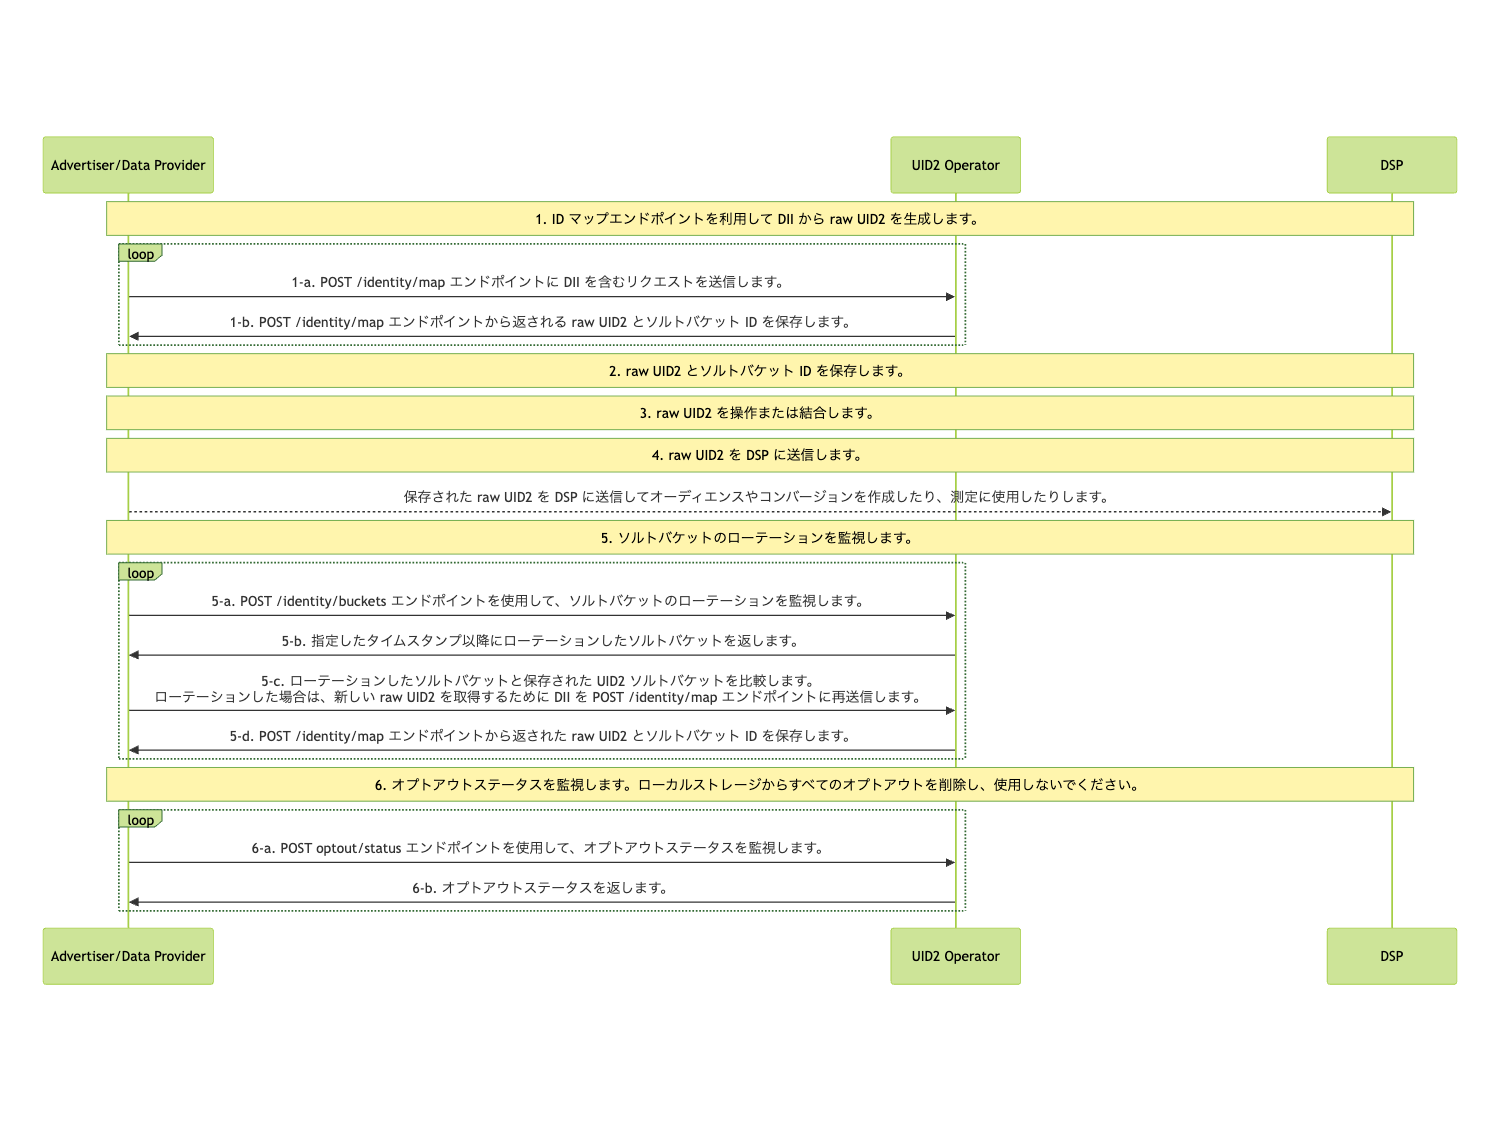 Advertiser/Data Provider
UID2 Operator
DSP
1. ID マップエンドポイントを利用して DII から raw UID2 を生成します。
loop
1-a. POST /identity/map エンドポイントに DII を含むリクエストを送信します。
1-b. POST /identity/map エンドポイントから返される raw UID2 とソルトバケット ID を保存します。
2. raw UID2 とソルトバケット ID を保存します。
3. raw UID2 を操作または結合します。
4. raw UID2 を DSP に送信します。
保存された raw UID2 を DSP に送信してオーディエンスやコンバージョンを作成したり、測定に使用したりします。
5. ソルトバケットのローテーションを監視します。
loop
5-a. POST /identity/buckets エンドポイントを使用して、ソルトバケットのローテーションを監視します。
5-b. 指定したタイムスタンプ以降にローテーションしたソルトバケットを返します。
5-c. ローテーションしたソルトバケットと保存された UID2 ソルトバケットを比較します。
ローテーションした場合は、新しい raw UID2 を取得するために DII を POST /identity/map エンドポイントに再送信します。
5-d. POST /identity/map エンドポイントから返された raw UID2 とソルトバケット ID を保存します。
6. オプトアウトステータスを監視します。ローカルストレージからすべてのオプトアウトを削除し、使用しないでください。
loop
6-a. POST optout/status エンドポイントを使用して、オプトアウトステータスを監視します。
6-b. オプトアウトステータスを返します。
Advertiser/Data Provider
UID2 Operator
DSP